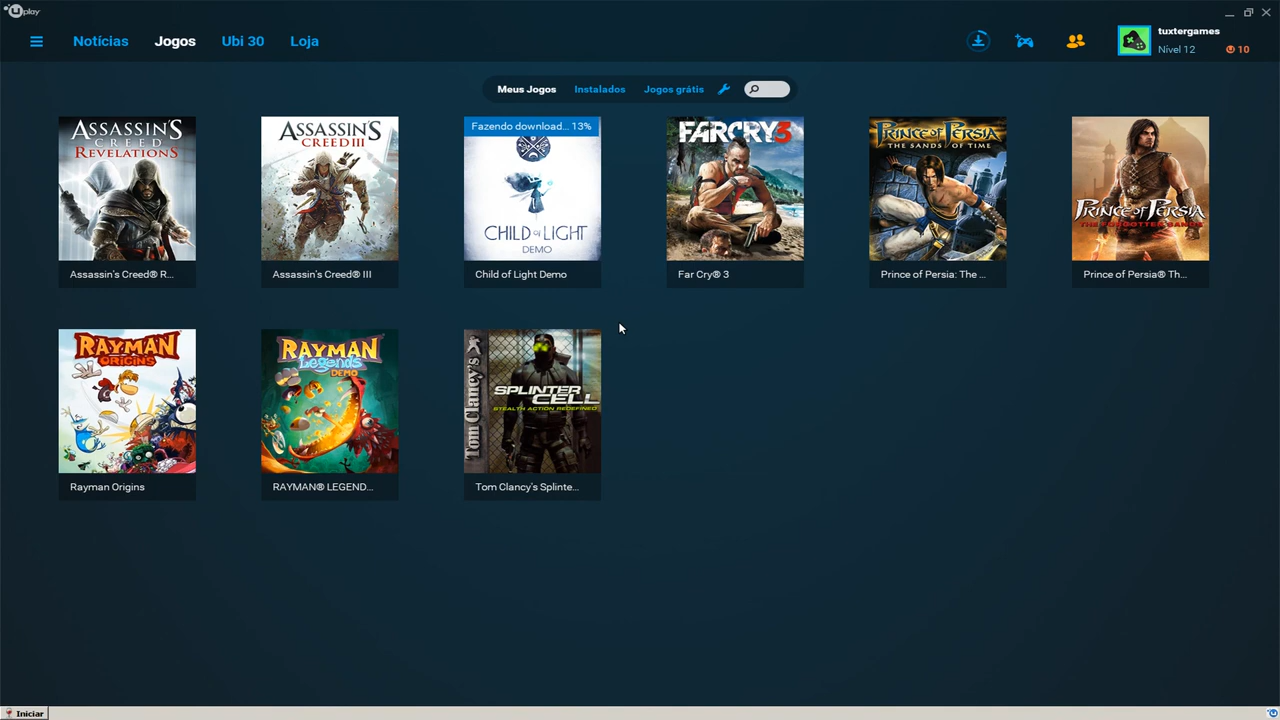 uplay
Notícias
Jogos
Ubi 30
Loja
tuxtergames
Nível 12
10
Meus Jogos
Instalados
Jogos grátis
ASSASSIN'S
CREED
REVELATIONS
Assassin's Creed® R...
ASSASSIN'S
CREED III
Assassin's Creed® III
Fazendo download... 13%
CHILD of LIGHT
DEMO
Child of Light Demo
FARCRY3
Far Cry® 3
PRINCE OF PERSIA
THE SANDS OF TIME
Prince of Persia: The ...
PRINCE OF PERSIA
THE FORGOTTEN SANDS
Prince of Persia® Th...
RAYMAN
ORIGINS
Rayman Origins
RAYMAN
Legends
DEMO
RAYMAN® LEGEND...
Tom Clancy's
SPLINTER
CELL
STEALTH ACTION REDEFINED
Tom Clancy's Splinte...
Iniciar